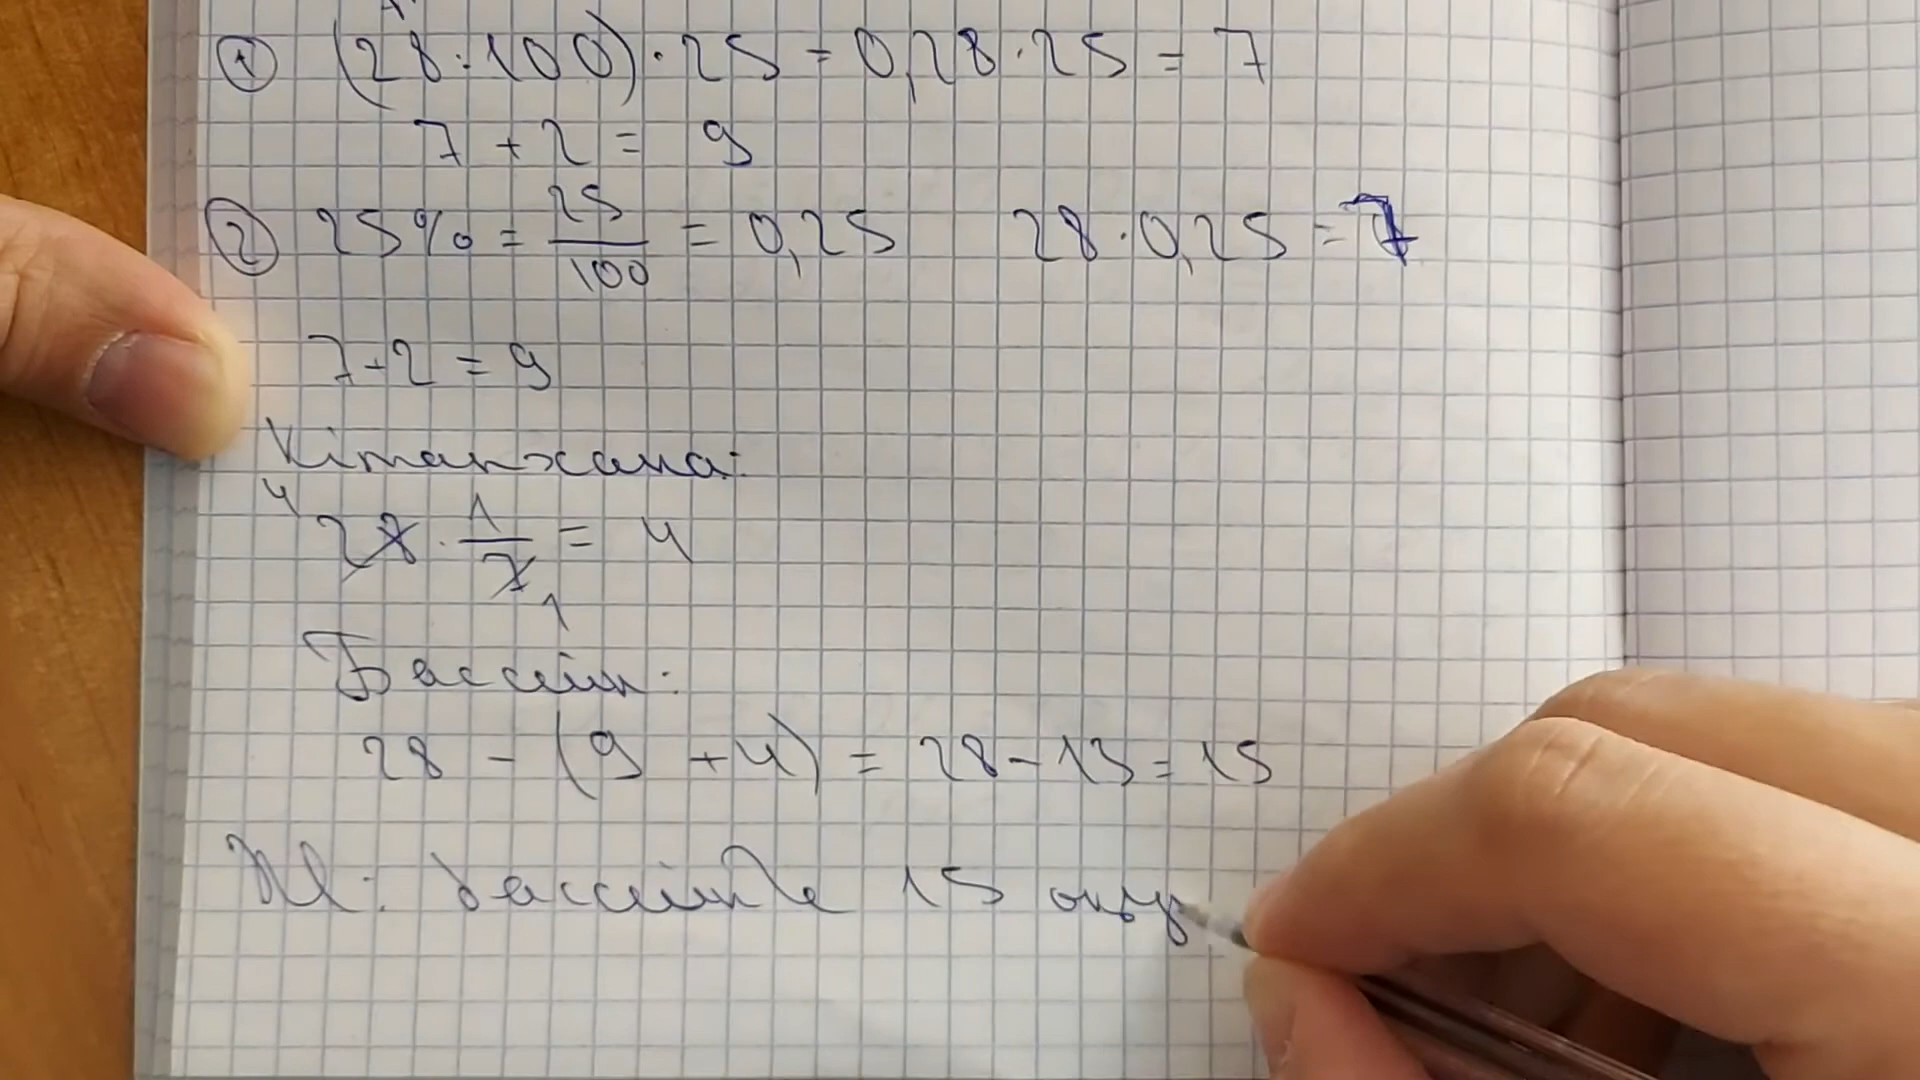 ① (28:100)·25=0,28·25=7
7+2=9
② 25%=25/100=0,25 28·0,25=7
7+2=9
Кітапхана:
28·1/7=4
Бассейн:
28-(9+4)=28-13=15
Ж: бассейнде 15 оқу